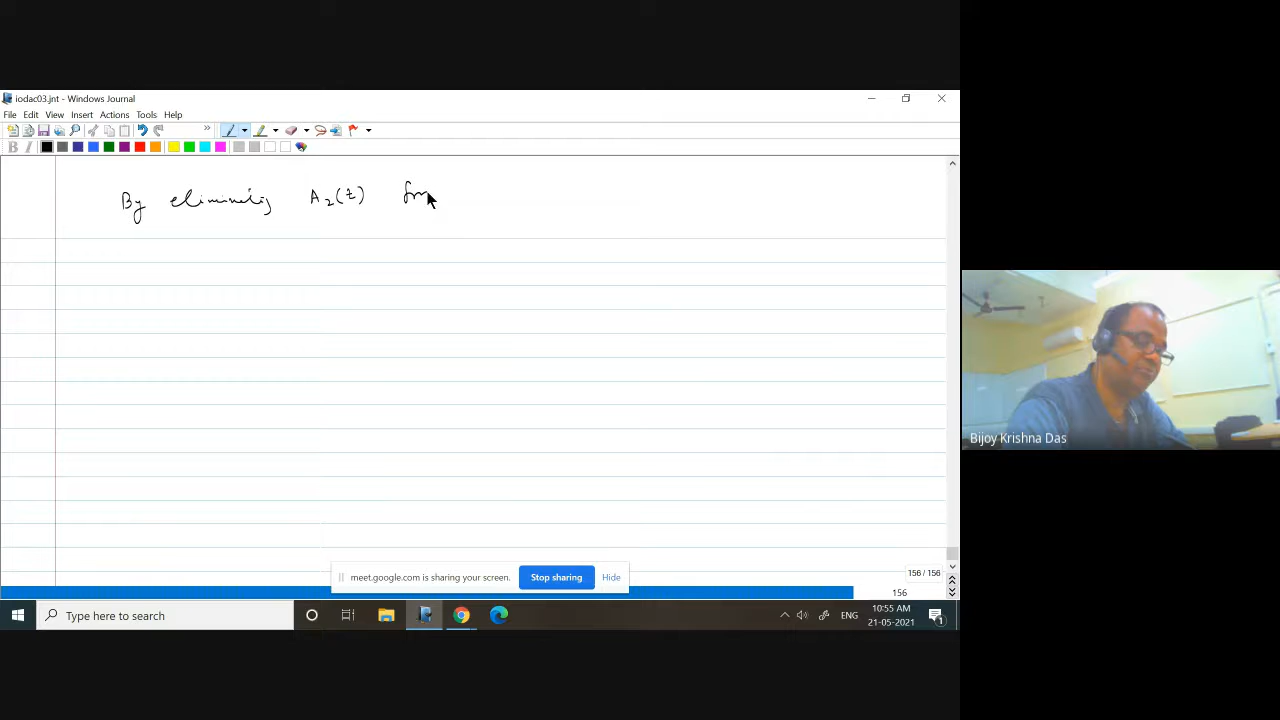 iodac03.jnt - Windows Journal
File Edit View Insert Actions Tools Help
B I
By eliminating A2(z) from
Bijoy Krishna Das
meet.google.com is sharing your screen. Stop sharing Hide
156 / 156
156
Type here to search
ENG
10:55 AM
21-05-2021
1